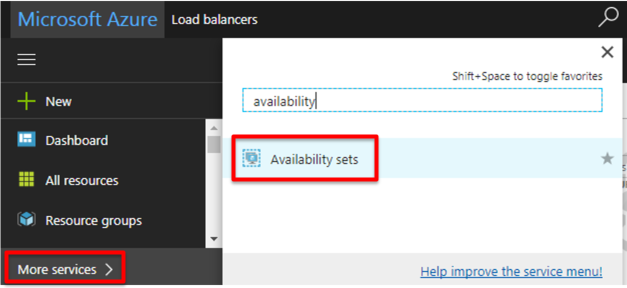 Microsoft Azure Load balancers
Shift+Space to toggle favorites
New
availability
Dashboard
Availability sets
All resources
Resource groups
More services
Help improve the service menu!